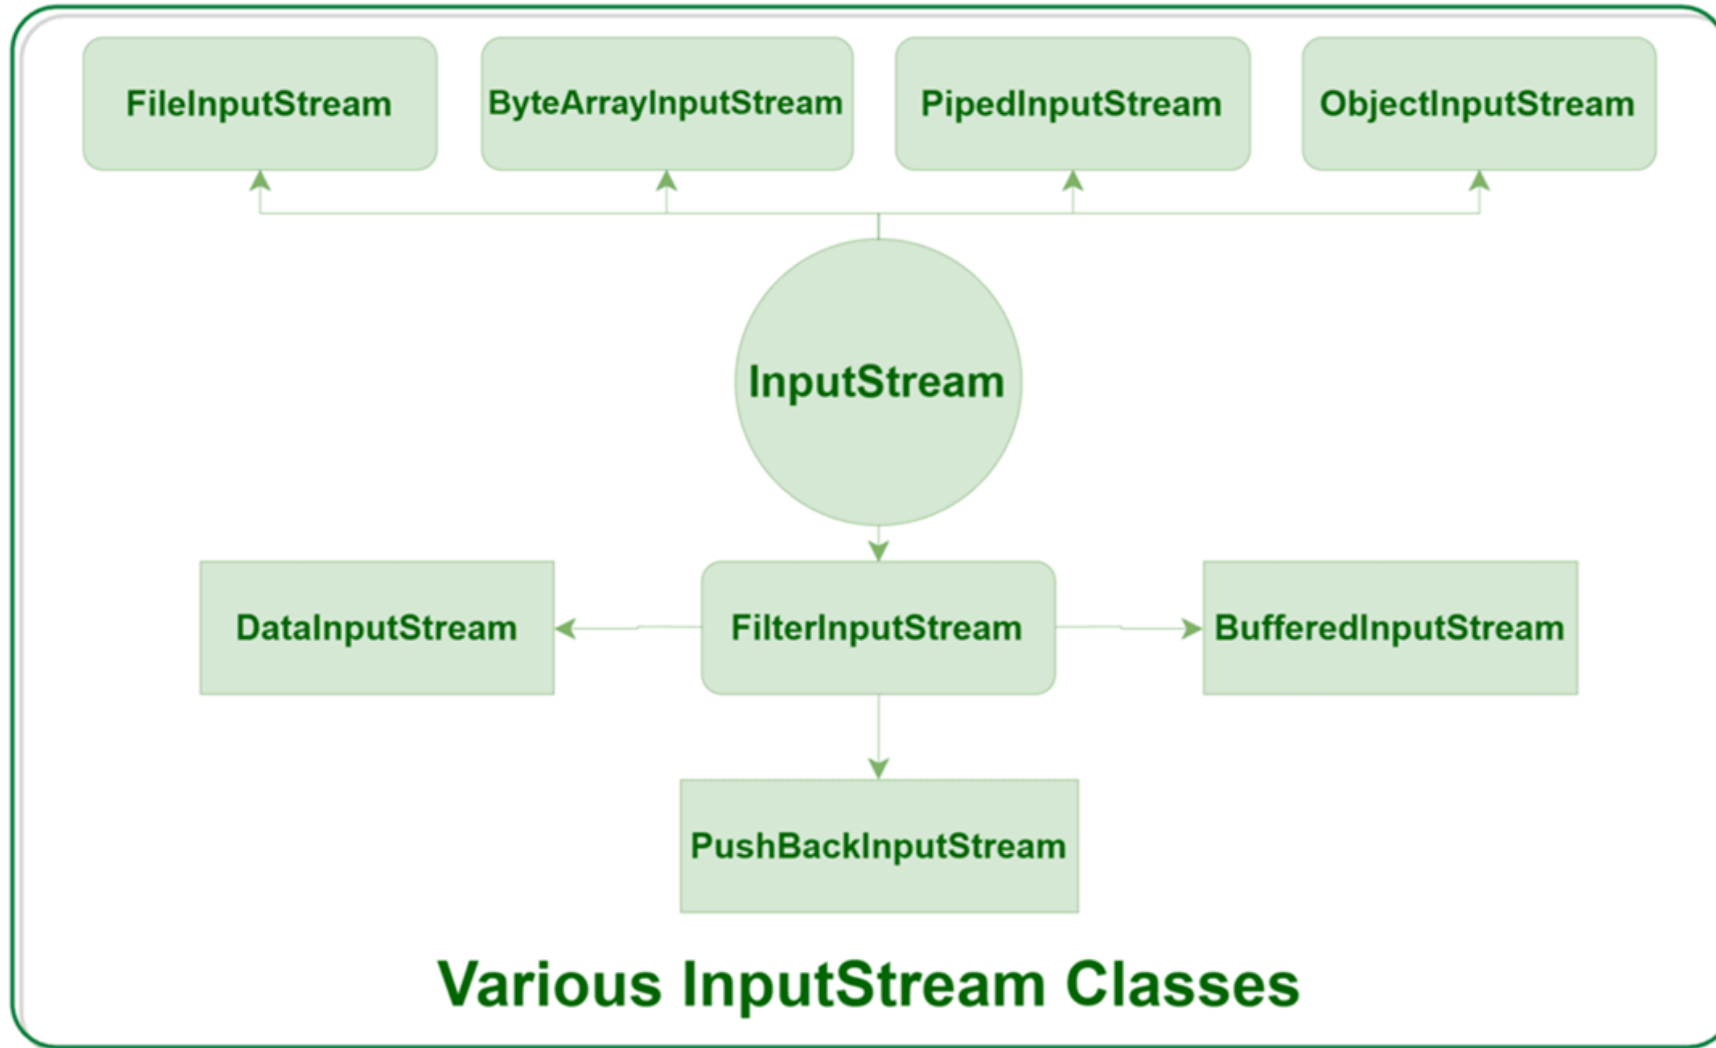 FileInputStream
ByteArrayInputStream
PipedInputStream
ObjectInputStream
InputStream
DataInputStream
FilterInputStream
BufferedInputStream
PushBackInputStream
Various InputStream Classes